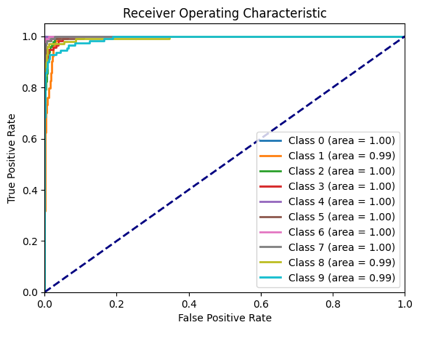 Receiver Operating Characteristic
True Positive Rate
1.0
0.8
0.6
0.4
0.2
0.0
Class 0 (area = 1.00)
Class 1 (area = 0.99)
Class 2 (area = 1.00)
Class 3 (area = 1.00)
Class 4 (area = 1.00)
Class 5 (area = 1.00)
Class 6 (area = 1.00)
Class 7 (area = 1.00)
Class 8 (area = 0.99)
Class 9 (area = 0.99)
0.0 0.2 0.4 0.6 0.8 1.0
False Positive Rate